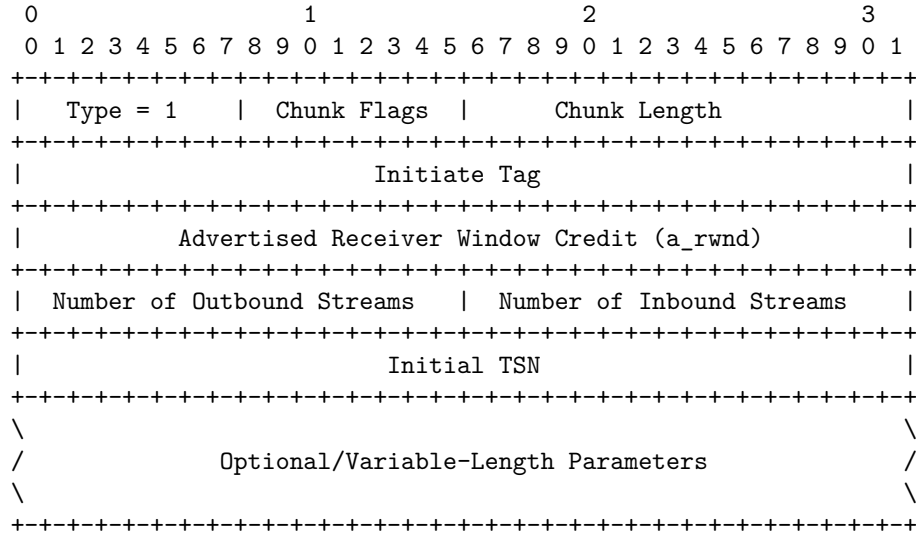 0                   1                   2                   3
0 1 2 3 4 5 6 7 8 9 0 1 2 3 4 5 6 7 8 9 0 1 2 3 4 5 6 7 8 9 0 1
+-+-+-+-+-+-+-+-+-+-+-+-+-+-+-+-+-+-+-+-+-+-+-+-+-+-+-+-+-+-+-+-+
|   Type = 1    |  Chunk Flags  |      Chunk Length             |
+-+-+-+-+-+-+-+-+-+-+-+-+-+-+-+-+-+-+-+-+-+-+-+-+-+-+-+-+-+-+-+-+
|                         Initiate Tag                          |
+-+-+-+-+-+-+-+-+-+-+-+-+-+-+-+-+-+-+-+-+-+-+-+-+-+-+-+-+-+-+-+-+
|           Advertised Receiver Window Credit (a_rwnd)          |
+-+-+-+-+-+-+-+-+-+-+-+-+-+-+-+-+-+-+-+-+-+-+-+-+-+-+-+-+-+-+-+-+
|  Number of Outbound Streams   |  Number of Inbound Streams    |
+-+-+-+-+-+-+-+-+-+-+-+-+-+-+-+-+-+-+-+-+-+-+-+-+-+-+-+-+-+-+-+-+
|                          Initial TSN                          |
+-+-+-+-+-+-+-+-+-+-+-+-+-+-+-+-+-+-+-+-+-+-+-+-+-+-+-+-+-+-+-+-+
\                                                               \
/              Optional/Variable-Length Parameters              /
\                                                               \
+-+-+-+-+-+-+-+-+-+-+-+-+-+-+-+-+-+-+-+-+-+-+-+-+-+-+-+-+-+-+-+-+